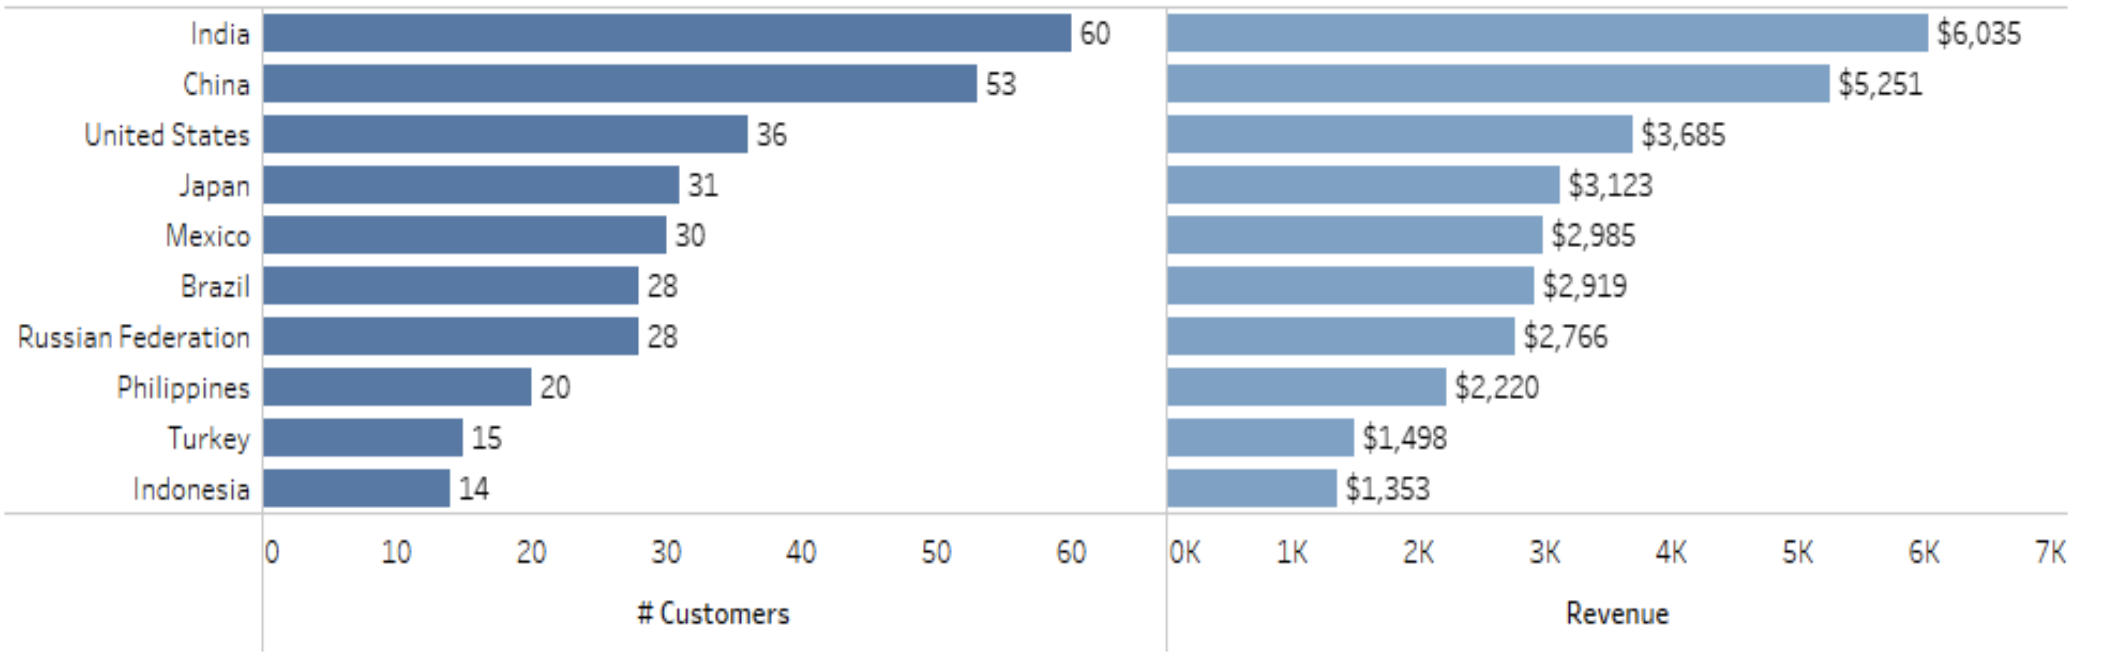 India 60 $6,035
China 53 $5,251
United States 36 $3,685
Japan 31 $3,123
Mexico 30 $2,985
Brazil 28 $2,919
Russian Federation 28 $2,766
Philippines 20 $2,220
Turkey 15 $1,498
Indonesia 14 $1,353
0 10 20 30 40 50 60 0K 1K 2K 3K 4K 5K 6K 7K
# Customers Revenue